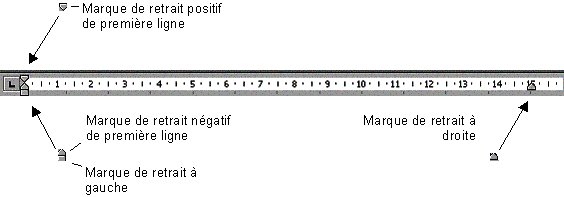 Marque de retrait positif
de première ligne
L 1 2 3 4 5 6 7 8 9 10 11 12 13 14 15
Marque de retrait négatif
de première ligne
Marque de retrait à
gauche
Marque de retrait à
droite